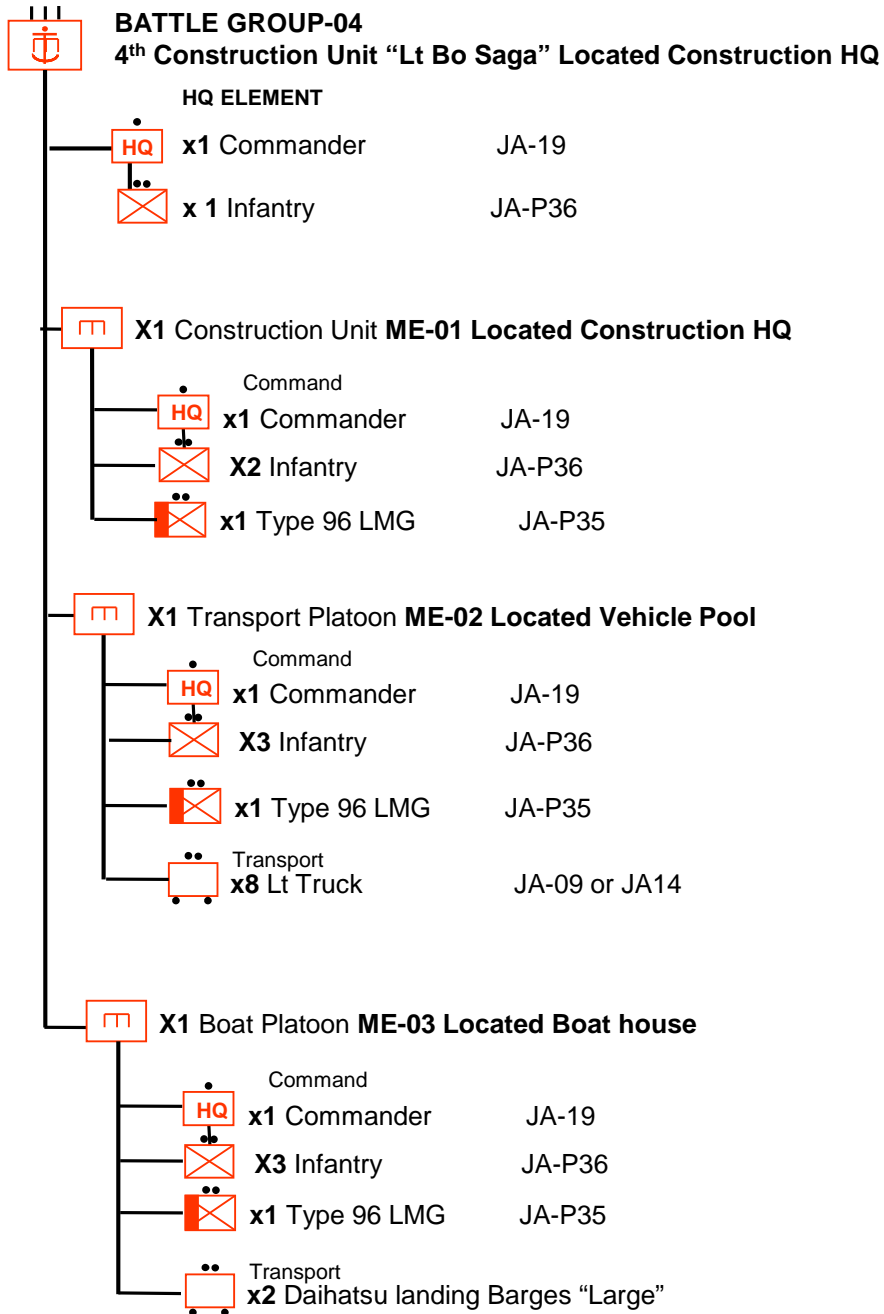 BATTLE GROUP-04
4th Construction Unit “Lt Bo Saga” Located Construction HQ
HQ ELEMENT
HQ x1 Commander JA-19
x 1 Infantry JA-P36
X1 Construction Unit ME-01 Located Construction HQ
Command
HQ x1 Commander JA-19
X2 Infantry JA-P36
x1 Type 96 LMG JA-P35
X1 Transport Platoon ME-02 Located Vehicle Pool
Command
HQ x1 Commander JA-19
X3 Infantry JA-P36
x1 Type 96 LMG JA-P35
Transport
x8 Lt Truck JA-09 or JA14
X1 Boat Platoon ME-03 Located Boat house
Command
HQ x1 Commander JA-19
X3 Infantry JA-P36
x1 Type 96 LMG JA-P35
Transport
x2 Daihatsu landing Barges “Large”